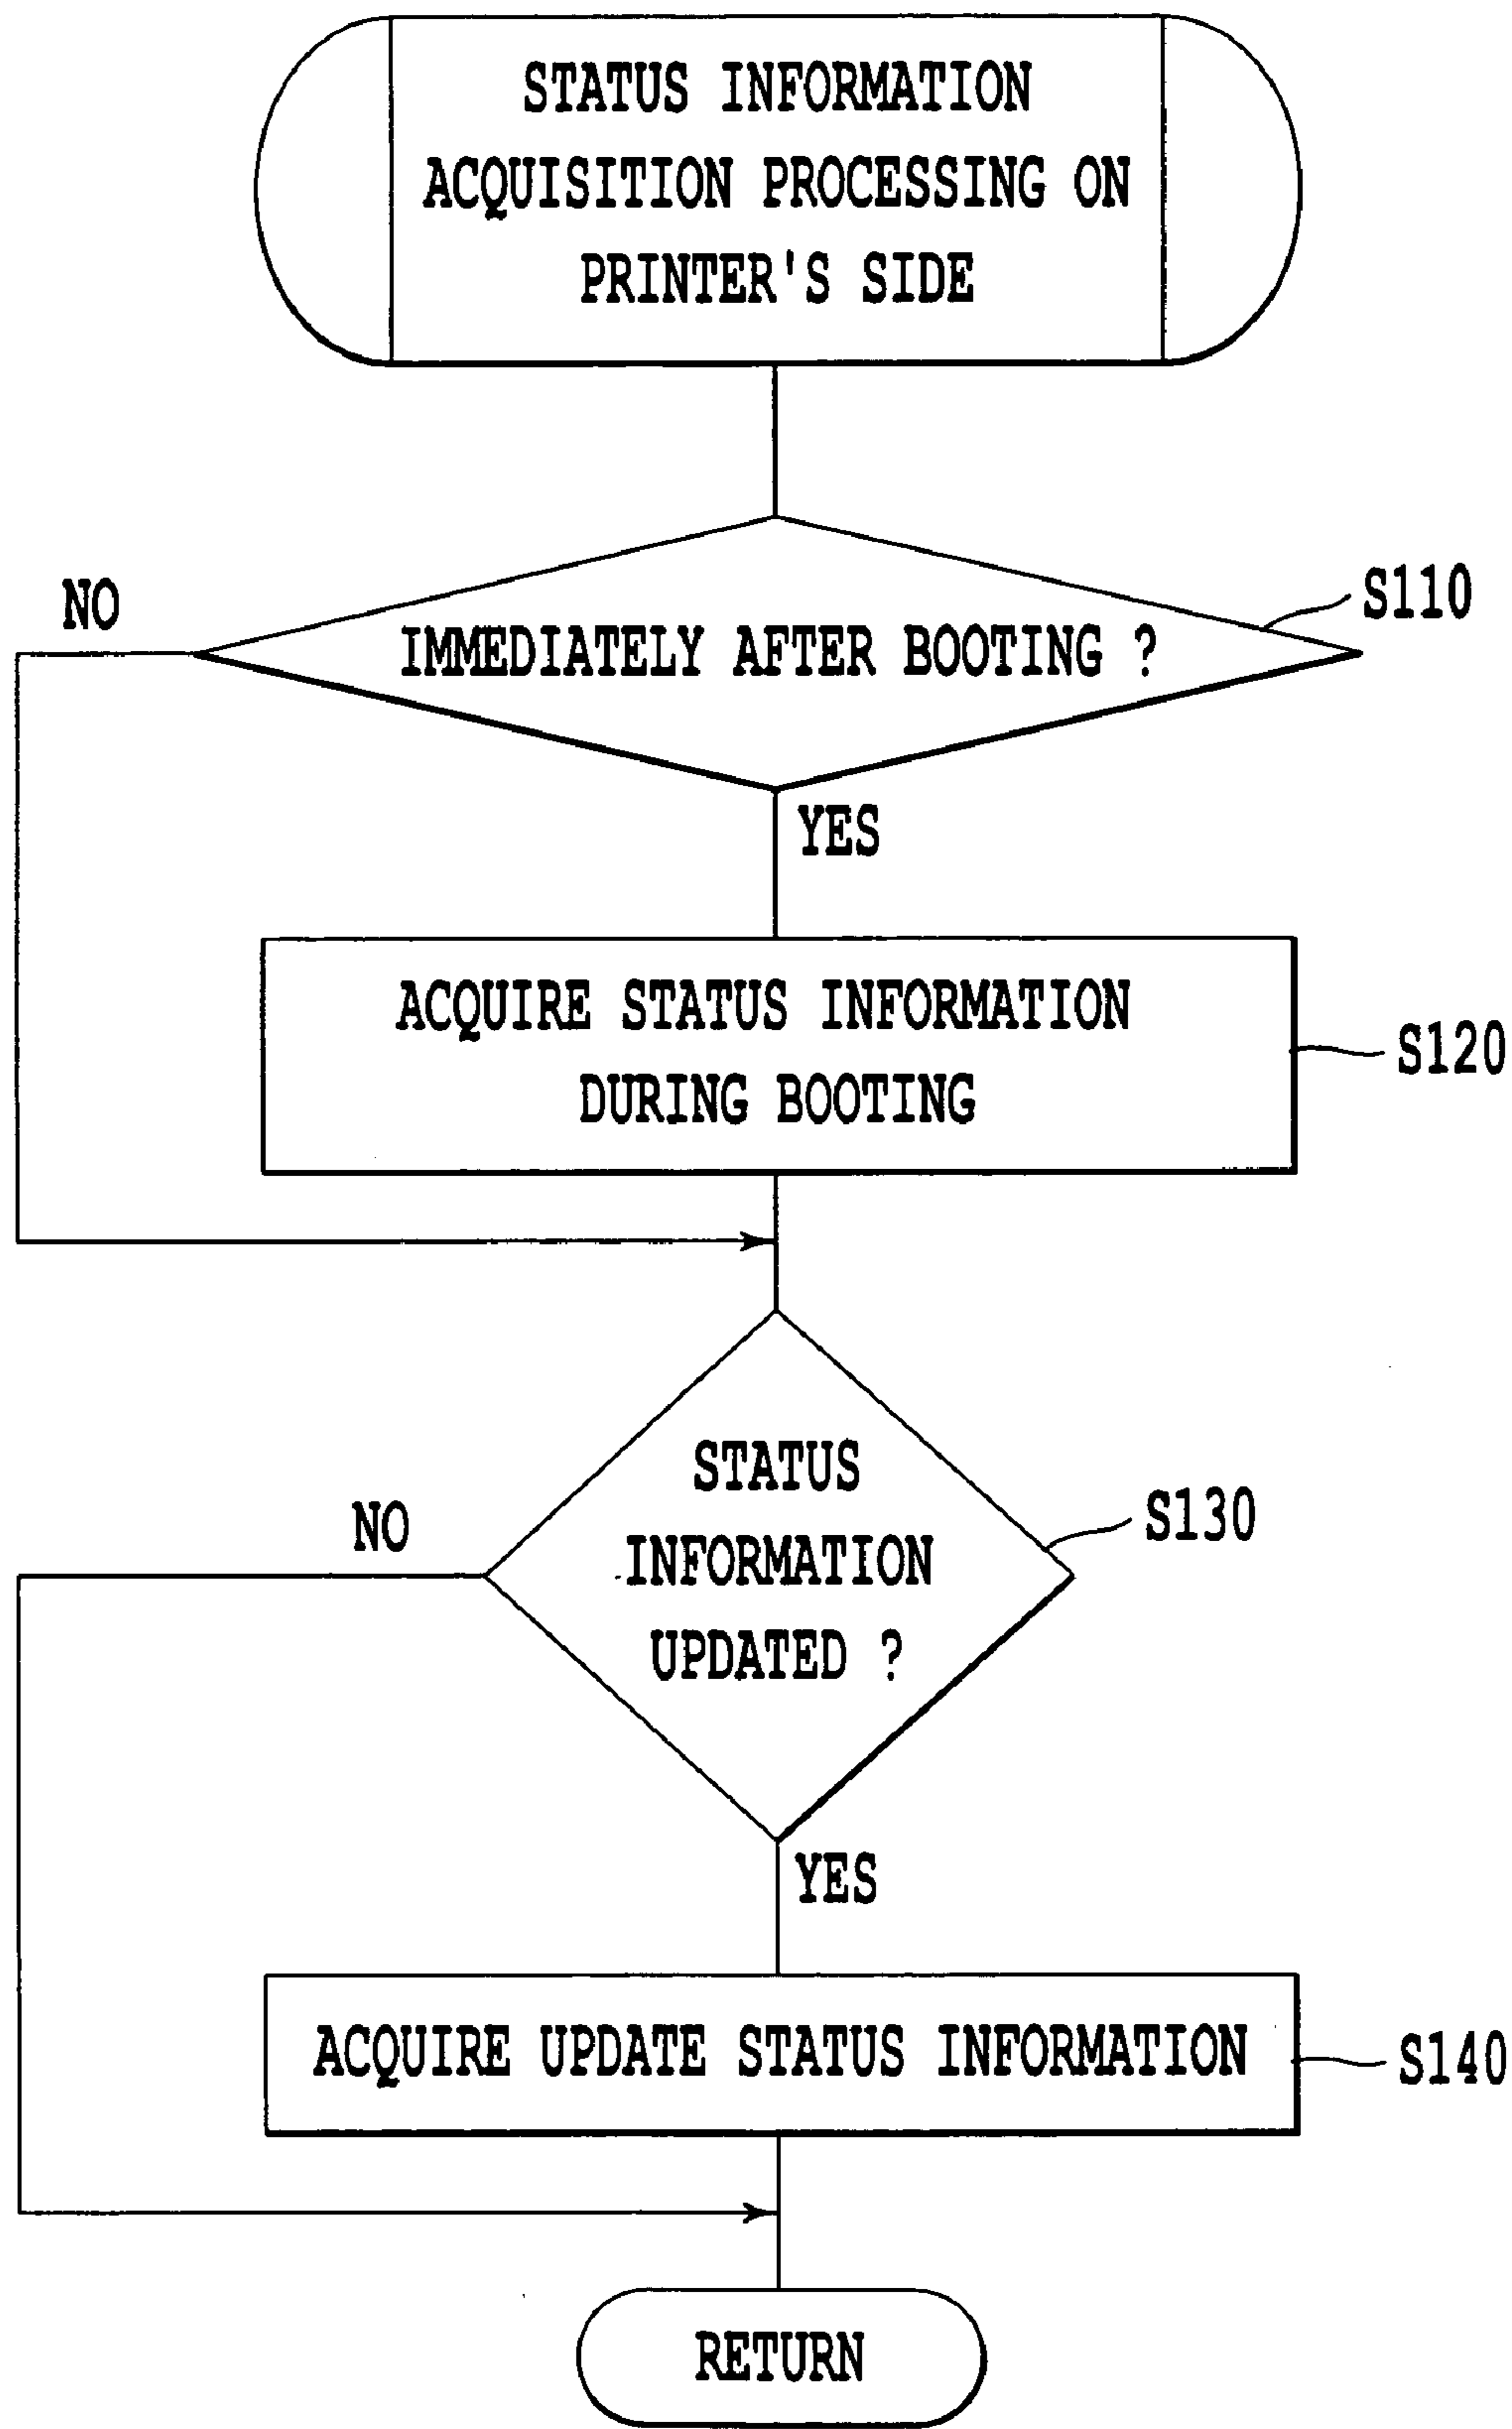 STATUS INFORMATION
ACQUISITION PROCESSING ON
PRINTER'S SIDE
NO
S110
IMMEDIATELY AFTER BOOTING ?
YES
ACQUIRE STATUS INFORMATION
DURING BOOTING
S120
STATUS
INFORMATION
UPDATED ?
NO
S130
YES
ACQUIRE UPDATE STATUS INFORMATION
S140
RETURN